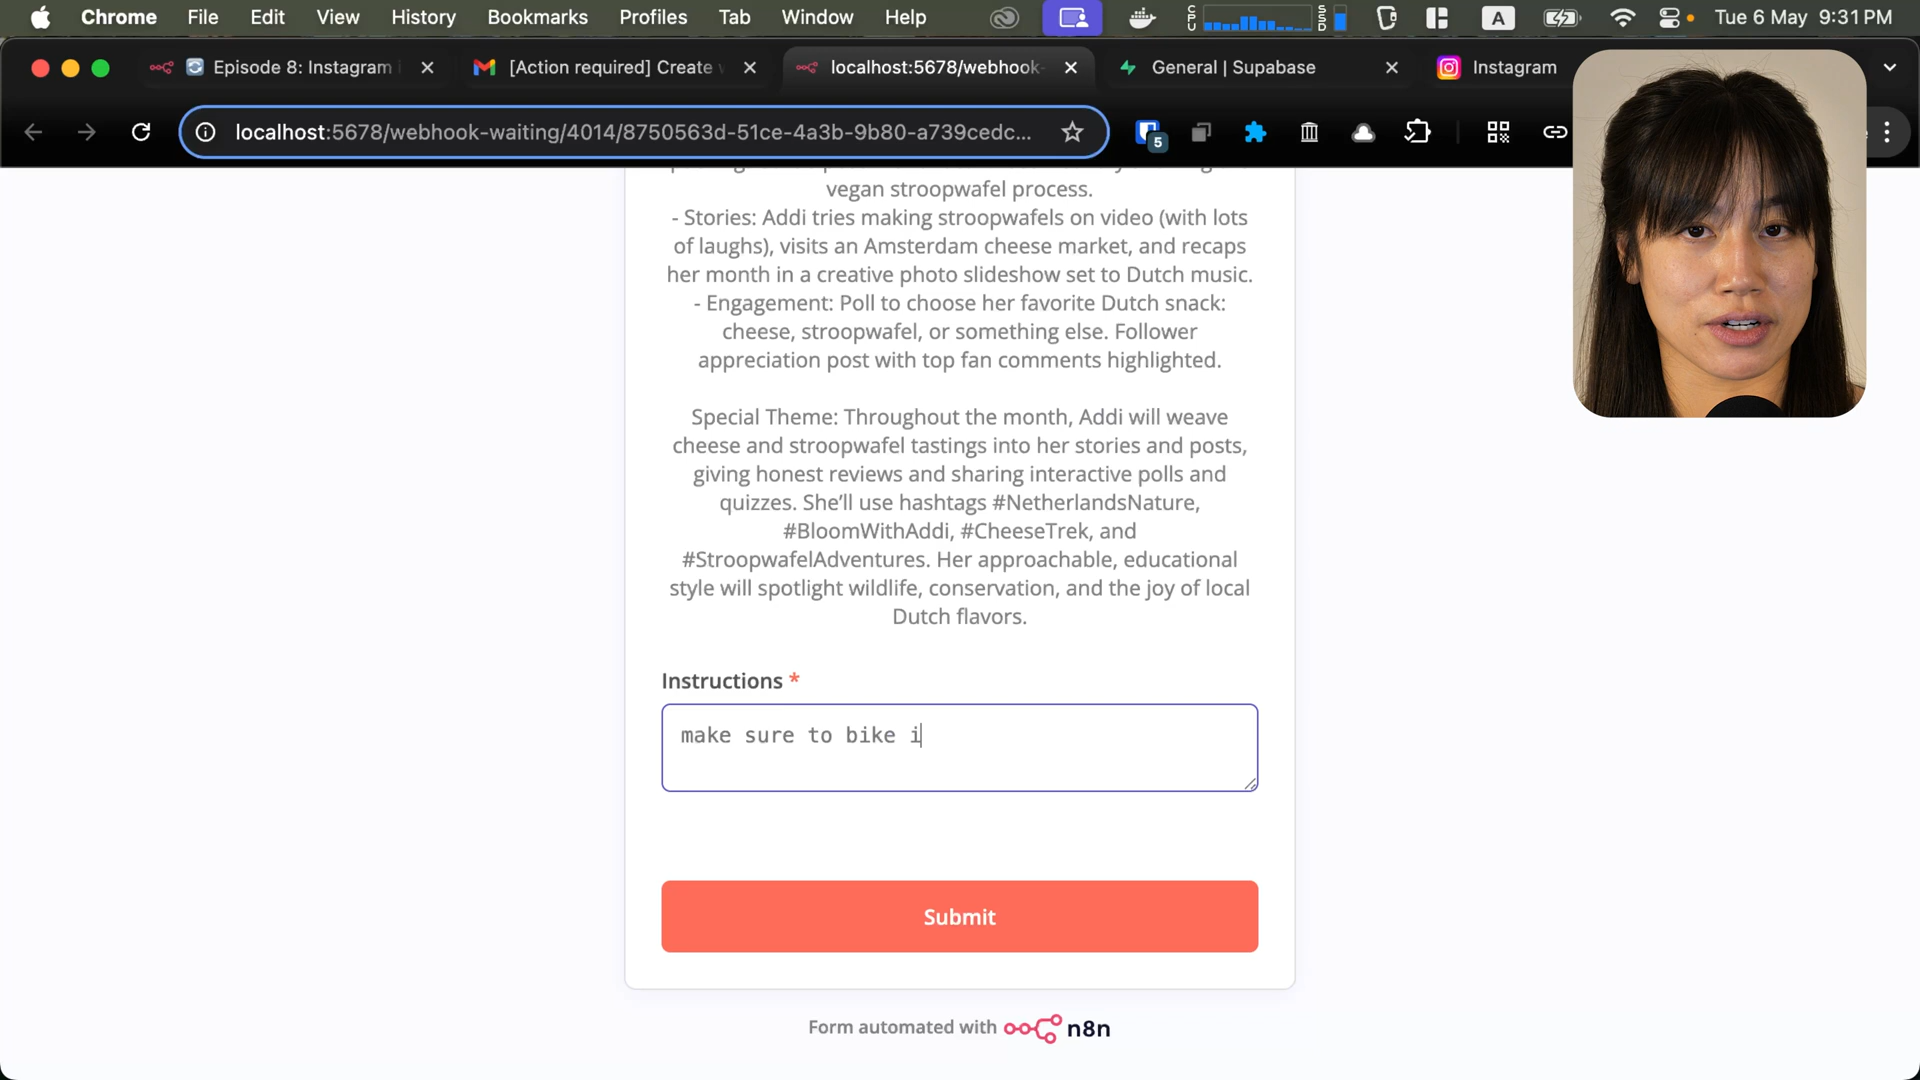 Chrome File Edit View History Bookmarks Profiles Tab Window Help CPU SSD A Tue 6 May 9:31 PM
Episode 8: Instagram [Action required] Create localhost:5678/webhook- General | Supabase Instagram
localhost:5678/webhook-waiting/4014/8750563d-51ce-4a3b-9b80-a739cedc... 5
vegan stroopwafel process.
- Stories: Addi tries making stroopwafels on video (with lots
of laughs), visits an Amsterdam cheese market, and recaps
her month in a creative photo slideshow set to Dutch music.
- Engagement: Poll to choose her favorite Dutch snack:
cheese, stroopwafel, or something else. Follower
appreciation post with top fan comments highlighted.
Special Theme: Throughout the month, Addi will weave
cheese and stroopwafel tastings into her stories and posts,
giving honest reviews and sharing interactive polls and
quizzes. She’ll use hashtags #NetherlandsNature,
#BloomWithAddi, #CheeseTrek, and
#StroopwafelAdventures. Her approachable, educational
style will spotlight wildlife, conservation, and the joy of local
Dutch flavors.
Instructions *
make sure to bike i
Submit
Form automated with n8n